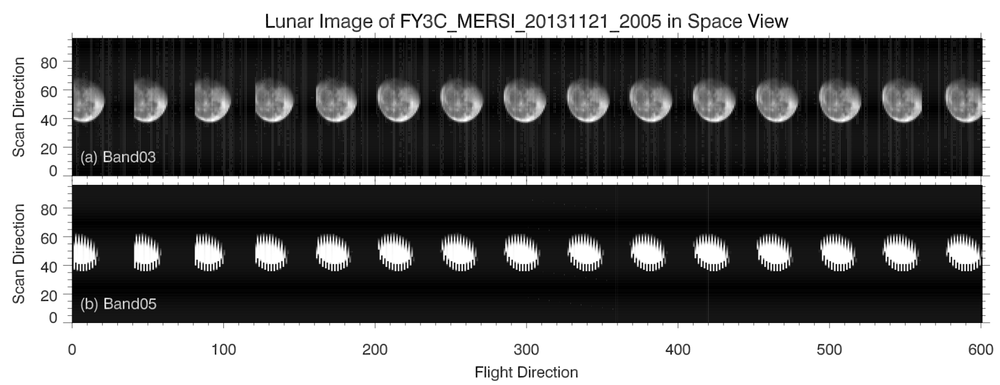 Lunar Image of FY3C_MERSI_20131121_2005 in Space View
Scan Direction
80
60
40
20
0
(a) Band03
Scan Direction
80
60
40
20
0
(b) Band05
0 100 200 300 400 500 600
Flight Direction